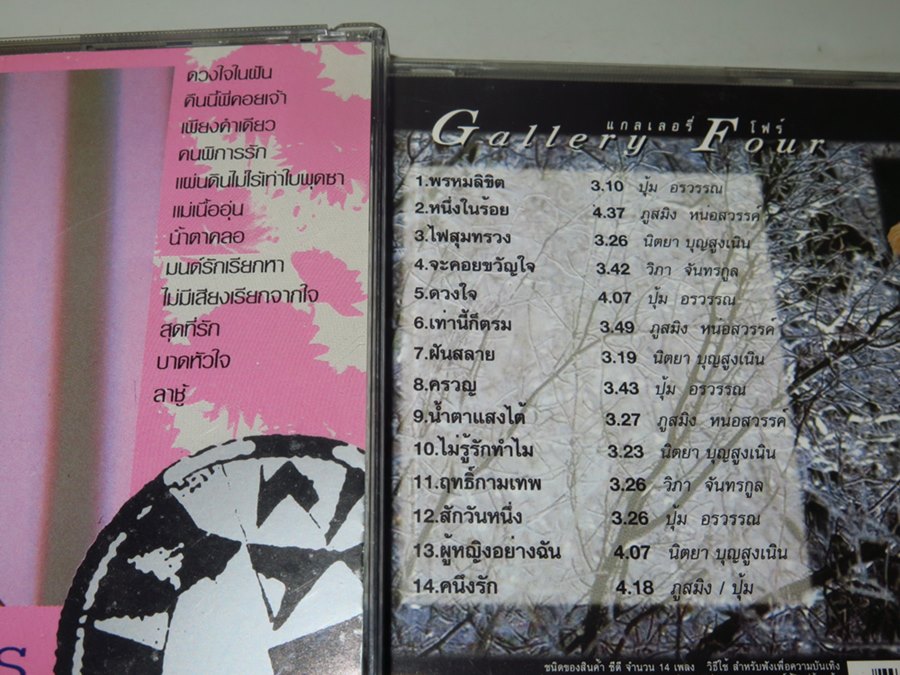 ดวงใจในฝัน
คืนนี้พี่คอยเจ้า
เพียงคำเดียว
คนพิการรัก
แผ่นดินไม่ไร้เท่าใบพุดซา
แม่เนื้ออุ่น
น้ำตาคลอ
มนต์รักเรียกหา
ไม่มีเสียงเรียกจากใจ
สุดที่รัก
บาดหัวใจ
ลาชู้
แกลเลอรี่ โฟร์
Gallery Four
1.พรหมลิขิต 3.10 ปุ้ม อรวรรณ
2.หนึ่งในร้อย 4.37 ภูสมิง หน่อสวรรค์
3.ไฟสุมทรวง 3.26 นิตยา บุญสูงเนิน
4.จะคอยขวัญใจ 3.42 วิภา จันทรกูล
5.ดวงใจ 4.07 ปุ้ม อรวรรณ
6.เท่านี้ก็ตรม 3.49 ภูสมิง หน่อสวรรค์
7.ฝันสลาย 3.19 นิตยา บุญสูงเนิน
8.ครวญ 3.43 ปุ้ม อรวรรณ
9.น้ำตาแสงไต้ 3.27 ภูสมิง หน่อสวรรค์
10.ไม่รู้รักทำไม 3.23 นิตยา บุญสูงเนิน
11.ฤทธิ์กามเทพ 3.26 วิภา จันทรกูล
12.สักวันหนึ่ง 3.26 ปุ้ม อรวรรณ
13.ผู้หญิงอย่างฉัน 4.07 นิตยา บุญสูงเนิน
14.คนึงรัก 4.18 ภูสมิง / ปุ้ม
ชนิดของสินค้า ซีดี จำนวน 14 เพลง วิธีใช้ สำหรับฟังเพื่อความบันเทิง